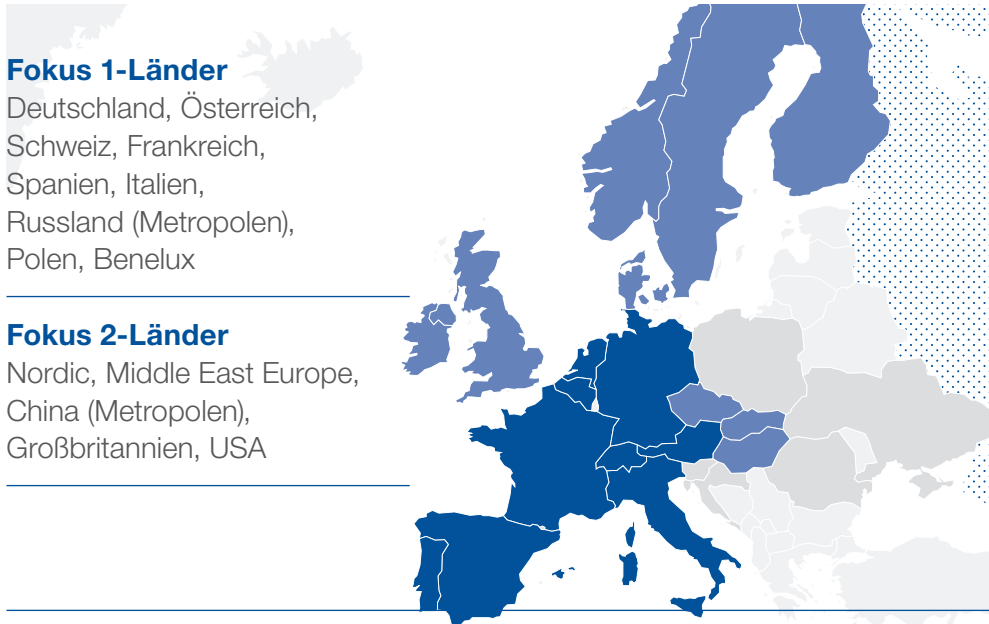 Fokus 1-Länder
Deutschland, Österreich,
Schweiz, Frankreich,
Spanien, Italien,
Russland (Metropolen),
Polen, Benelux
Fokus 2-Länder
Nordic, Middle East Europe,
China (Metropolen),
Großbritannien, USA